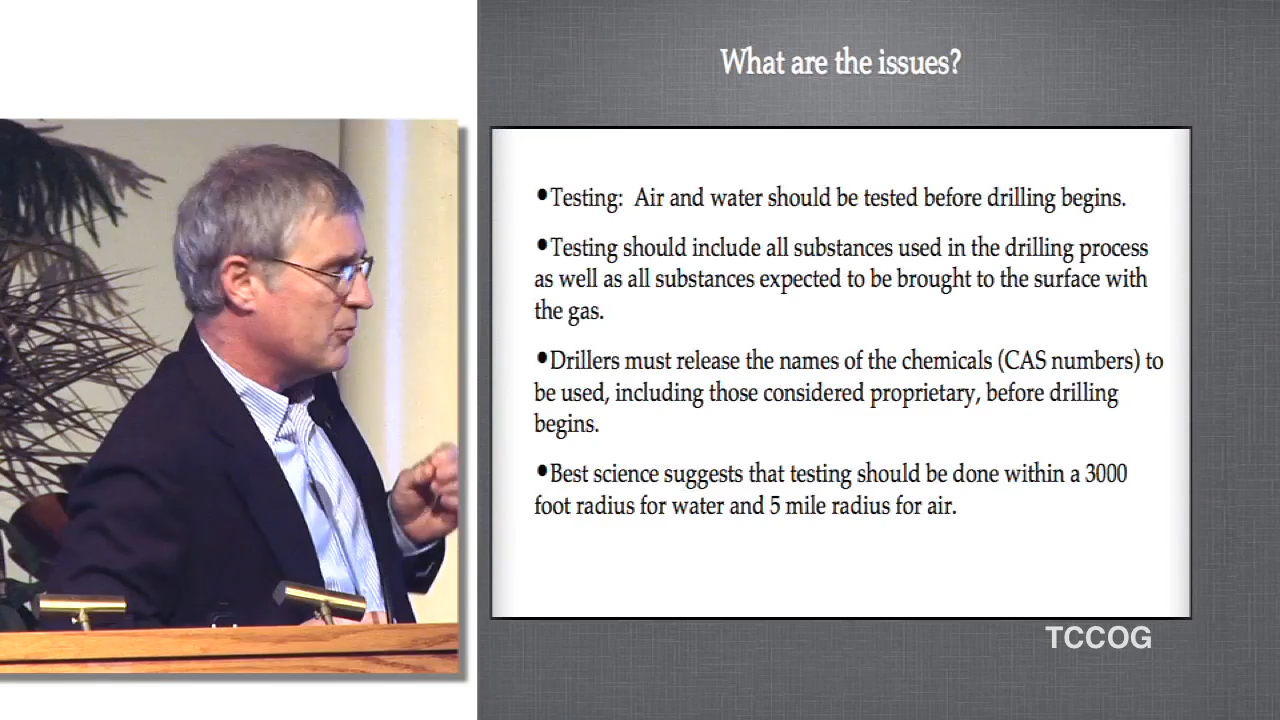 What are the issues?
•Testing:  Air and water should be tested before drilling begins.
•Testing should include all substances used in the drilling process
as well as all substances expected to be brought to the surface with
the gas.
•Drillers must release the names of the chemicals (CAS numbers) to
be used, including those considered proprietary, before drilling
begins.
•Best science suggests that testing should be done within a 3000
foot radius for water and 5 mile radius for air.
TCCOG